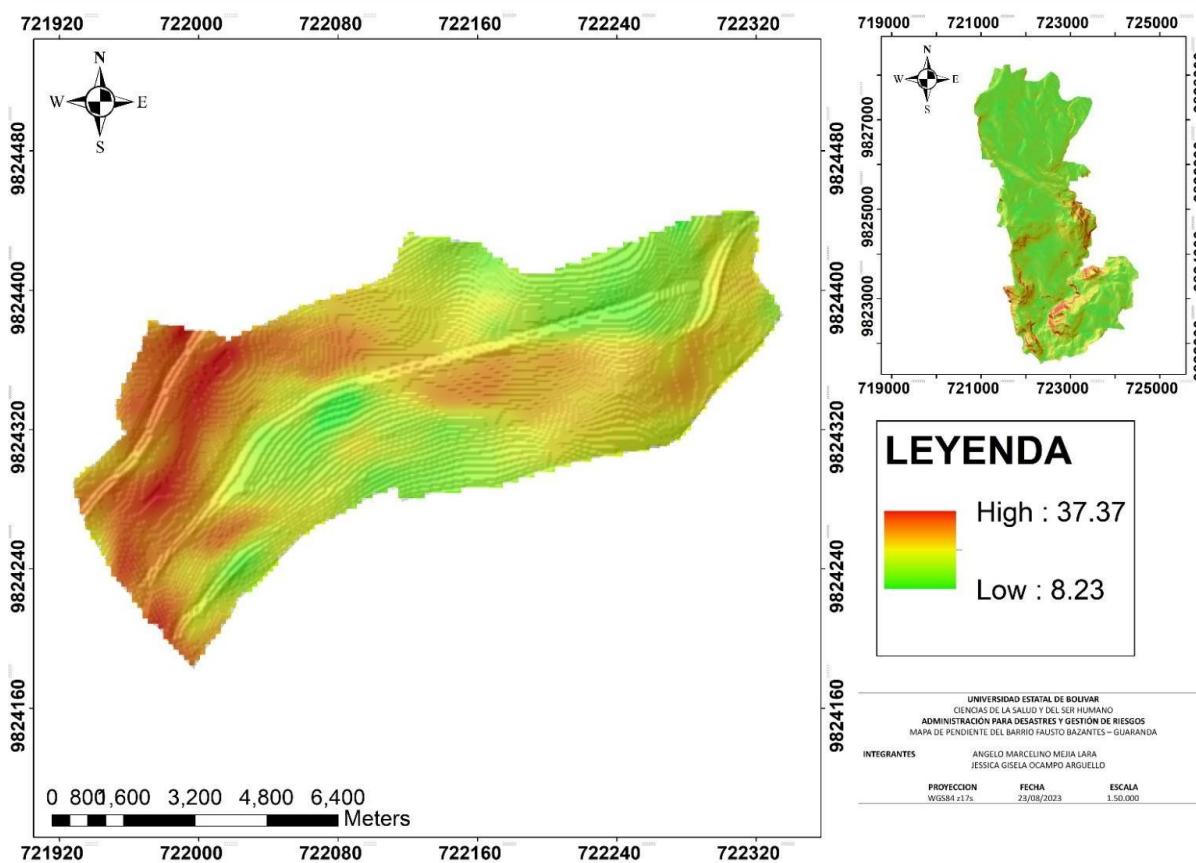 721920 722000 722080 722160 722240 722320
N
W E
S
9824480
9824400
9824320
9824240
9824160
9824480
9824400
9824320
9824240
9824160
0 800 1,600 3,200 4,800 6,400
Meters
721920 722000 722080 722160 722240 722320
719000 721000 723000 725000
N
W E
S
9827000
9825000
9823000
719000 721000 723000 725000
LEYENDA
High : 37.37
Low : 8.23
UNIVERSIDAD ESTATAL DE BOLIVAR
CIENCIAS DE LA SALUD Y DEL SER HUMANO
ADMINISTRACIÓN PARA DESASTRES Y GESTIÓN DE RIESGOS
MAPA DE PENDIENTE DEL BARRIO FAUSTO BAZANTES – GUARANDA
INTEGRANTES ANGELO MARCELINO MEJIA LARA
JESSICA GISELA OCAMPO ARGUELLO
PROYECCION FECHA ESCALA
WGS84 z17s 23/08/2023 1.50.000